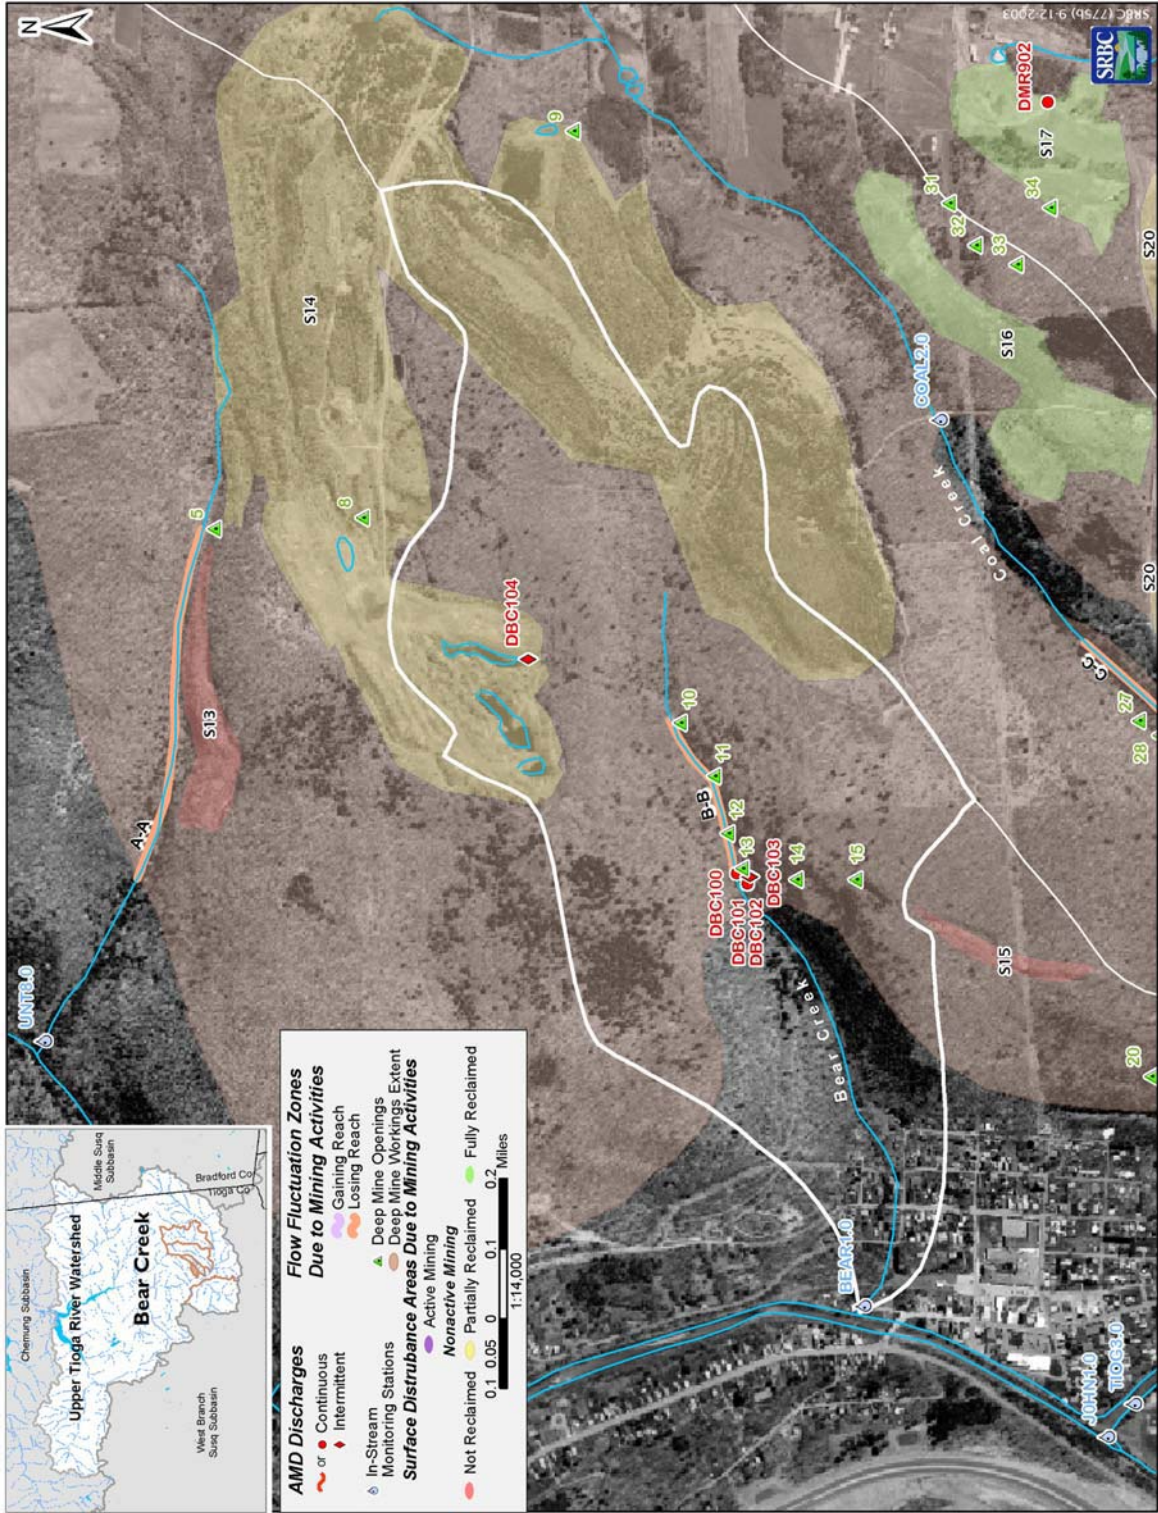 Chemung Subbasin
Upper Tioga River Watershed
Middle Susq
Subbasin
Bear Creek
Bradford Co
Tioga Co
West Branch
Susq Subbasin
AMD Discharges
or Continuous
Intermittent
In-Stream
Monitoring Stations
Flow Fluctuation Zones
Due to Mining Activities
Gaining Reach
Losing Reach
Deep Mine Openings
Deep Mine Workings Extent
Surface Distrubance Areas Due to Mining Activities
Active Mining
Nonactive Mining
Not Reclaimed
Partially Reclaimed
Fully Reclaimed
0.1 0.05 0 0.1 0.2
Miles
1:14,000
N
UNT8.0
A-A'
S13
5
S14
8
9
DBC104
10
11
B-B'
12
13
DBC100
DBC101
DBC102
DBC103
14
15
Bear Creek
BEAR1.0
S15
20
JOHN1.0
TIOG3.0
COAL2.0
Coal Creek
C-C'
27
28
S16
31
32
33
34
S17
DMR902
S20
S20
SRBC
SRBC (775b) 9-12-2003